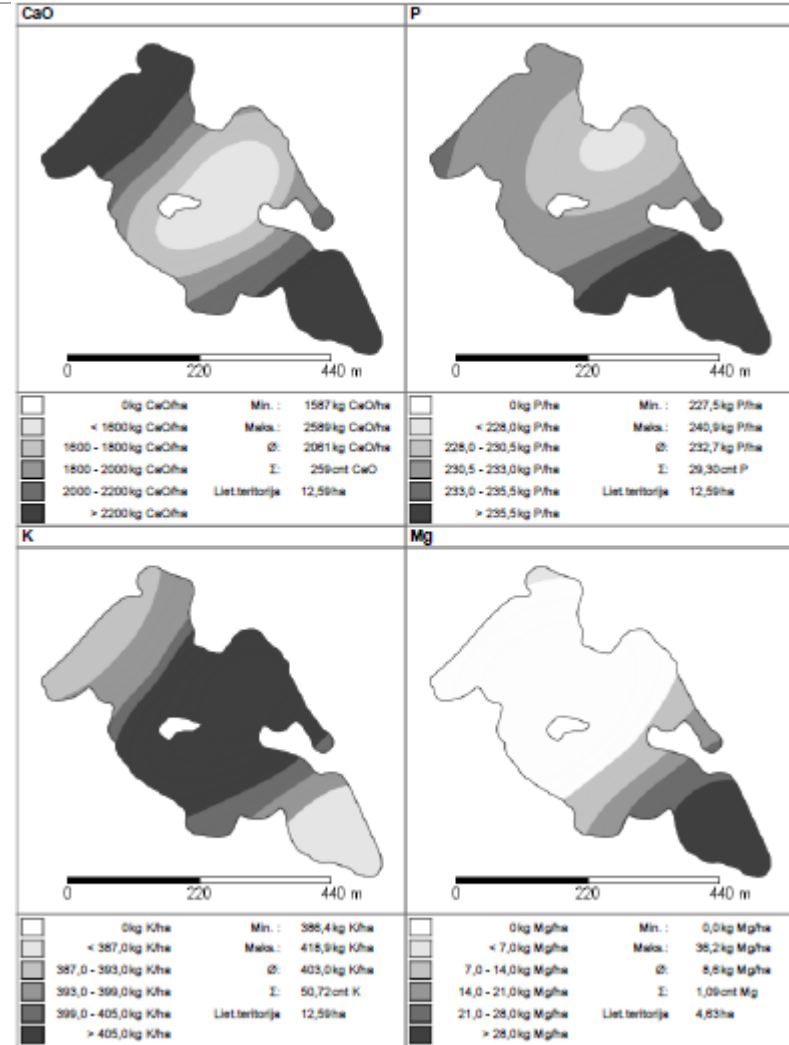 CaO
0 220 440 m
0kg CaO/ha Min. : 1587kg CaO/ha
< 1600kg CaO/ha Maks.: 2589kg CaO/ha
1600 - 1800kg CaO/ha Ø: 2061kg CaO/ha
1800 - 2000kg CaO/ha Σ: 259cnt CaO
2000 - 2200kg CaO/ha Liet.teritorija 12,59ha
> 2200kg CaO/ha
P
0 220 440 m
0kg P/ha Min. : 227,5kg P/ha
< 228,0kg P/ha Maks.: 240,9kg P/ha
228,0 - 230,5kg P/ha Ø: 232,7kg P/ha
230,5 - 233,0kg P/ha Σ: 29,30cnt P
233,0 - 235,5kg P/ha Liet.teritorija 12,59ha
> 235,5kg P/ha
K
0 220 440 m
0kg K/ha Min. : 386,4kg K/ha
< 387,0kg K/ha Maks.: 418,9kg K/ha
387,0 - 393,0kg K/ha Ø: 403,0kg K/ha
393,0 - 399,0kg K/ha Σ: 50,72cnt K
399,0 - 405,0kg K/ha Liet.teritorija 12,59ha
> 405,0kg K/ha
Mg
0 220 440 m
0kg Mg/ha Min. : 0,0kg Mg/ha
< 7,0kg Mg/ha Maks.: 36,2kg Mg/ha
7,0 - 14,0kg Mg/ha Ø: 8,6kg Mg/ha
14,0 - 21,0kg Mg/ha Σ: 1,09cnt Mg
21,0 - 28,0kg Mg/ha Liet.teritorija 4,63ha
> 28,0kg Mg/ha